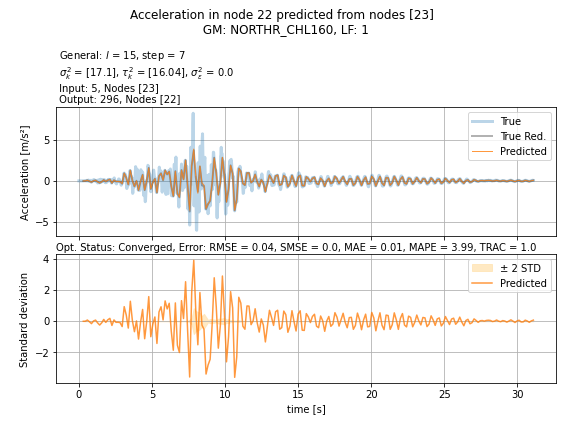 Acceleration in node 22 predicted from nodes [23]
GM: NORTHR_CHL160, LF: 1
General: l = 15, step = 7
σ²ₖ = [17.1], τ²ₖ = [16.04], σ²ε = 0.0
Input: 5, Nodes [23]
Output: 296, Nodes [22]
Acceleration [m/s²]
5
0
−5
True
True Red.
Predicted
Opt. Status: Converged, Error: RMSE = 0.04, SMSE = 0.0, MAE = 0.01, MAPE = 3.99, TRAC = 1.0
Standard deviation
4
2
0
−2
± 2 STD
Predicted
0 5 10 15 20 25 30
time [s]